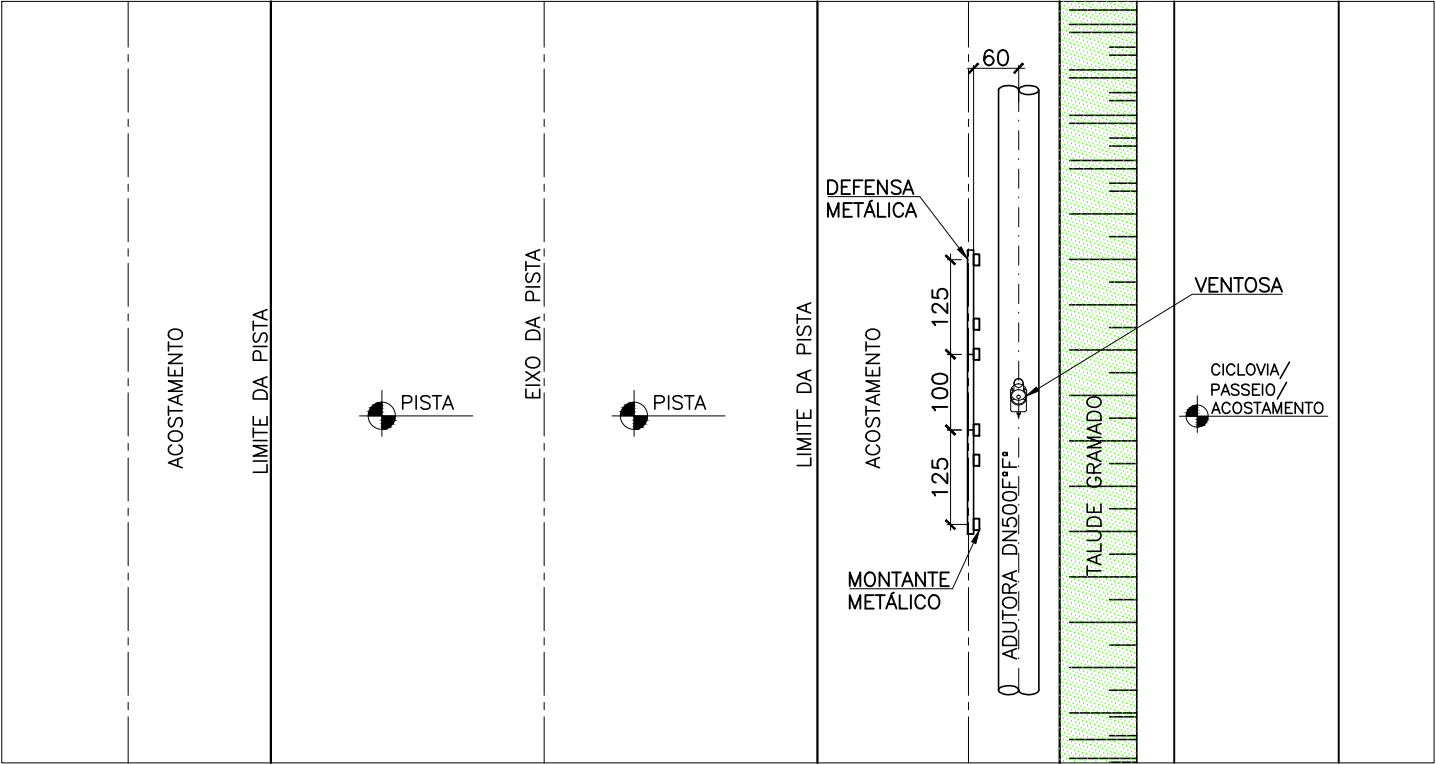 60
DEFENSA
METÁLICA
125
100
125
MONTANTE
METÁLICO
VENTOSA
ACOSTAMENTO
LIMITE DA PISTA
PISTA
EIXO DA PISTA
PISTA
LIMITE DA PISTA
ACOSTAMENTO
ADUTORA DN500F°F°
TALUDE GRAMADO
CICLOVIA/
PASSEIO/
ACOSTAMENTO